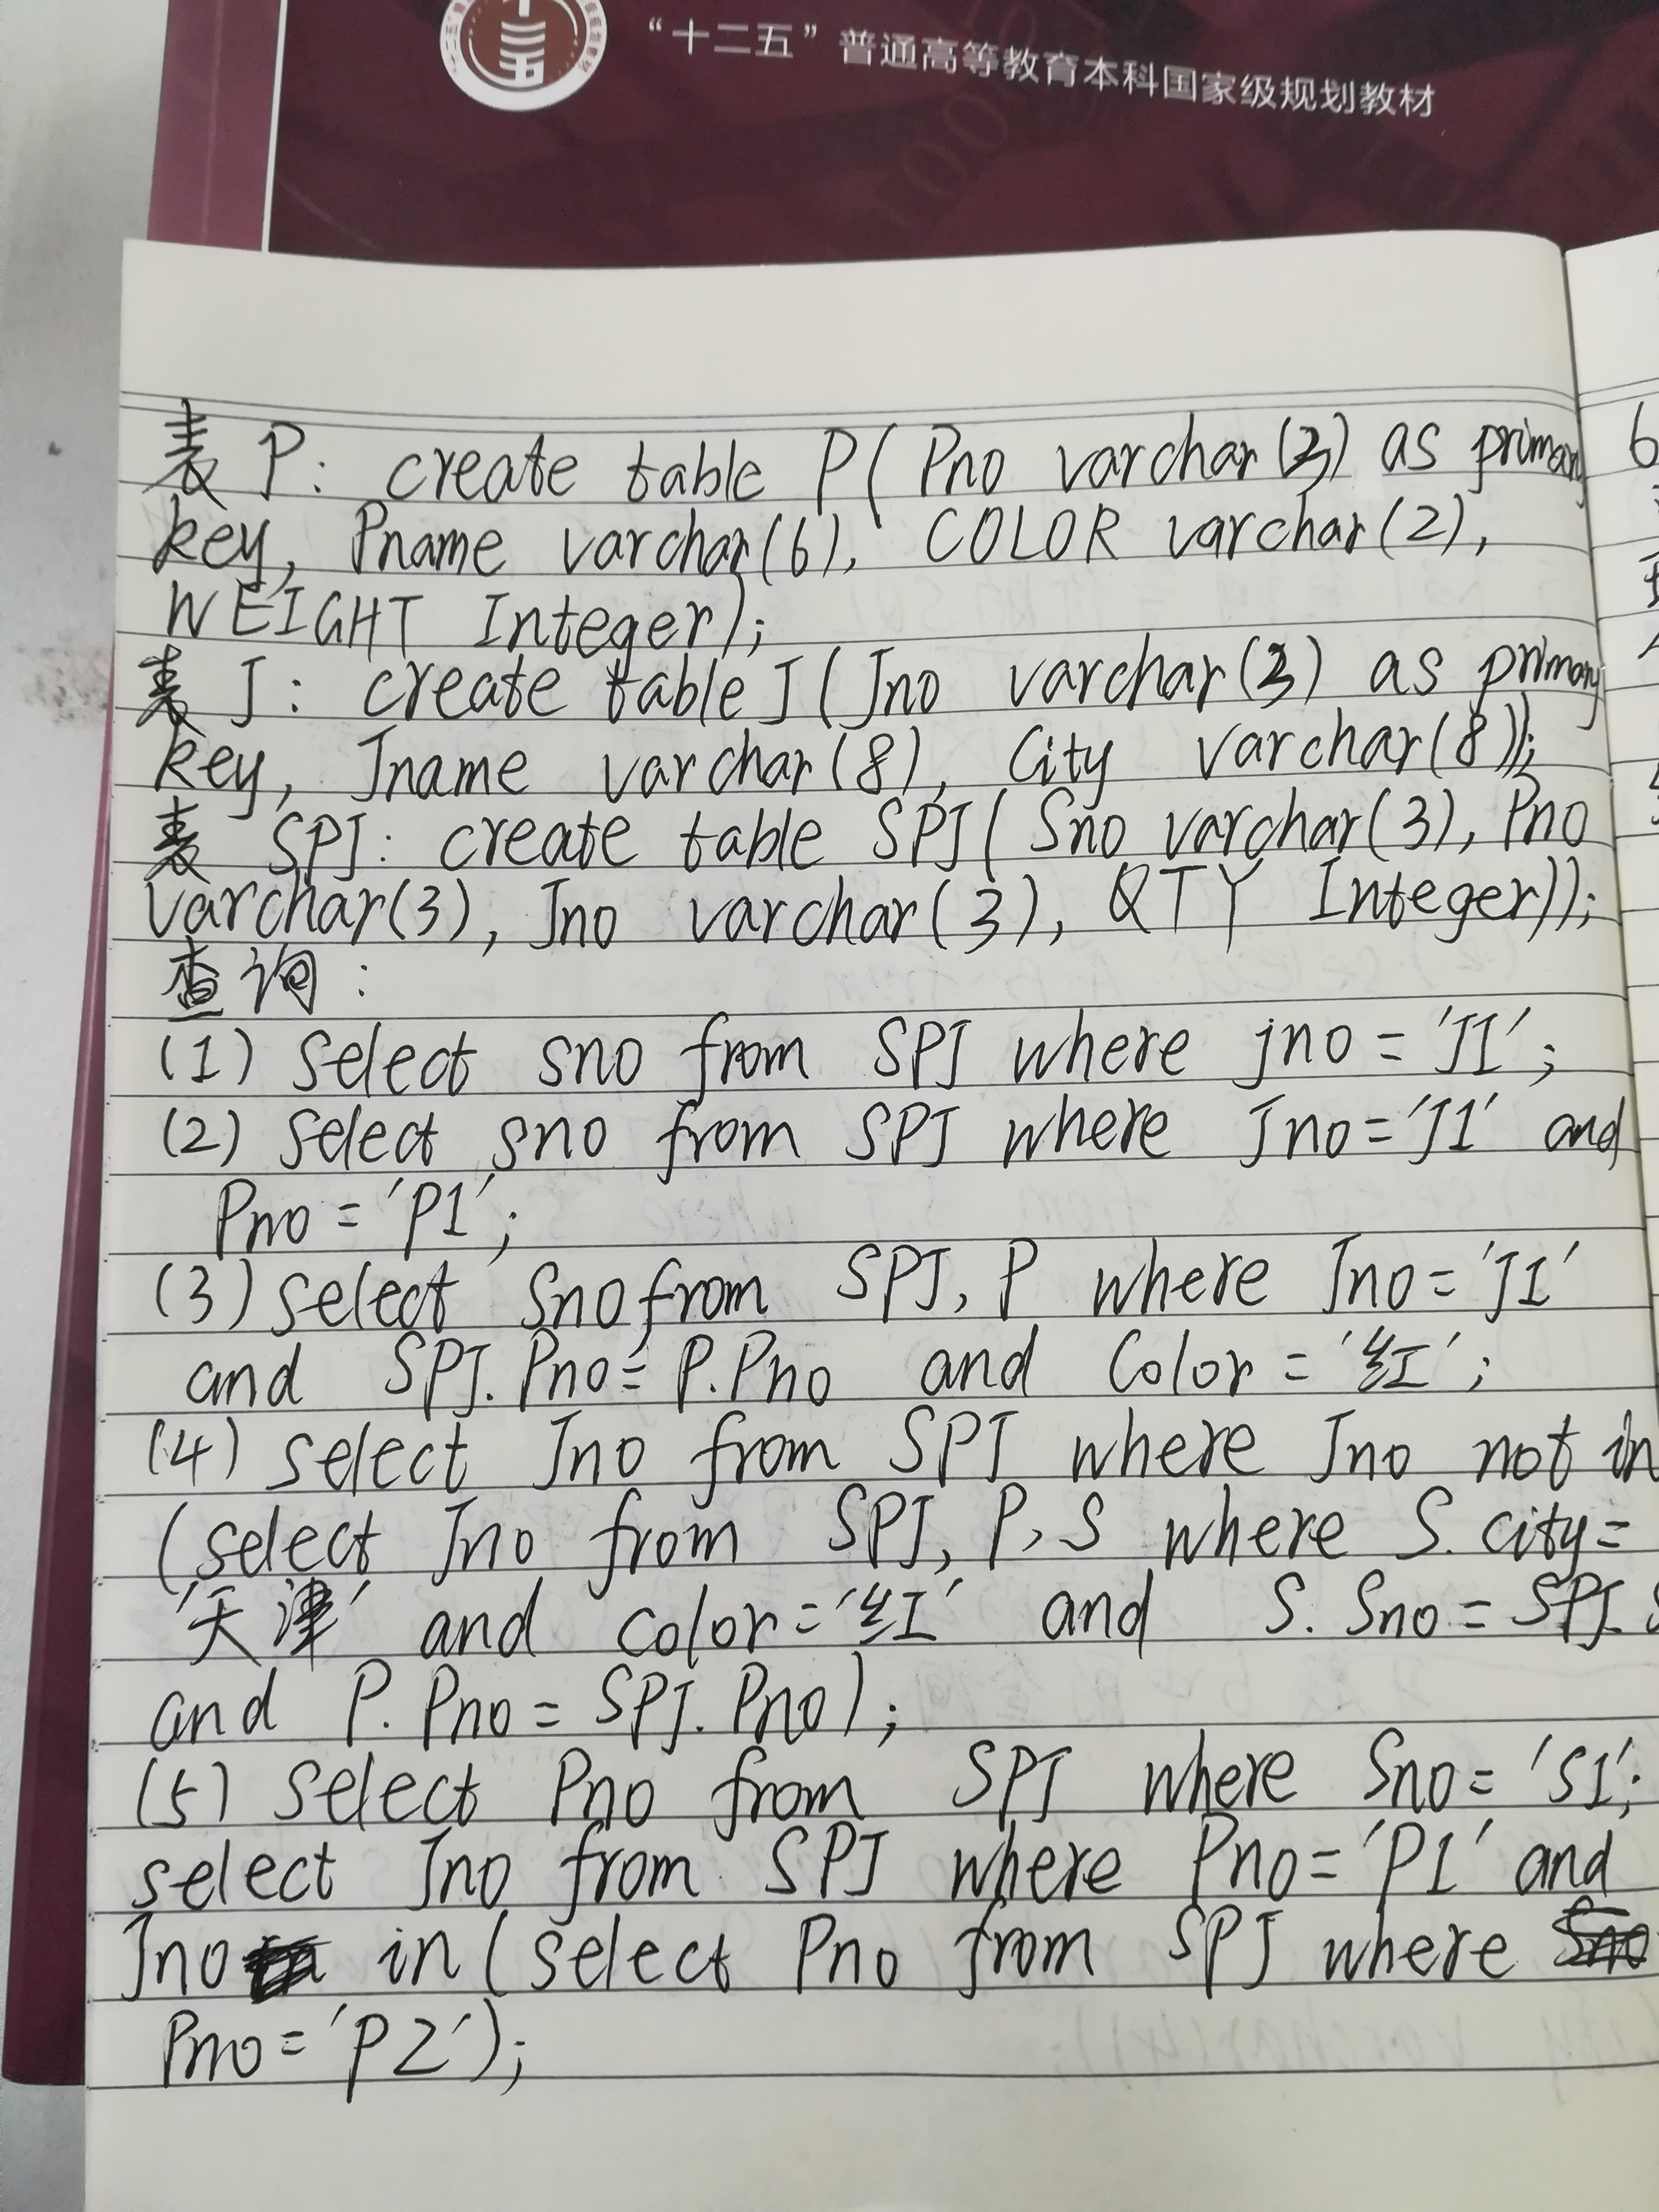 “十二五”普通高等教育本科国家级规划教材
表 P: create table P( Pno varchar(3) as primary
key, Pname varchar(6), COLOR varchar(2),
WEIGHT Integer);
表 J: create table J(Jno varchar(3) as primary
key, Jname varchar(8), City varchar(8));
表 SPJ: create table SPJ( Sno varchar(3), Pno
varchar(3), Jno varchar(3), QTY Integer));
查询:
(1) select sno from SPJ where jno = 'J1';
(2) select sno from SPJ where Jno='J1' and
Pno = 'P1';
(3) select Sno from SPJ, P where Jno='J1'
and SPJ.Pno=P.Pno and Color='红';
(4) select Jno from SPJ where Jno not in
(select Jno from SPJ, P, S where S.city=
'天津' and color='红' and S.Sno=SPJ.S
and P.Pno=SPJ.Pno);
(5) select Pno from SPJ where Sno='S1';
select Jno from SPJ where Pno='P1' and
Jno in (select Pno from SPJ where Sno
Pno='P2');
6